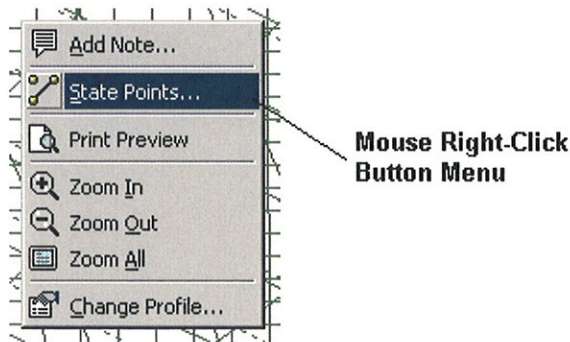 Add Note...
State Points...
Print Preview
Zoom In
Zoom Out
Zoom All
Change Profile...
Mouse Right-Click
Button Menu